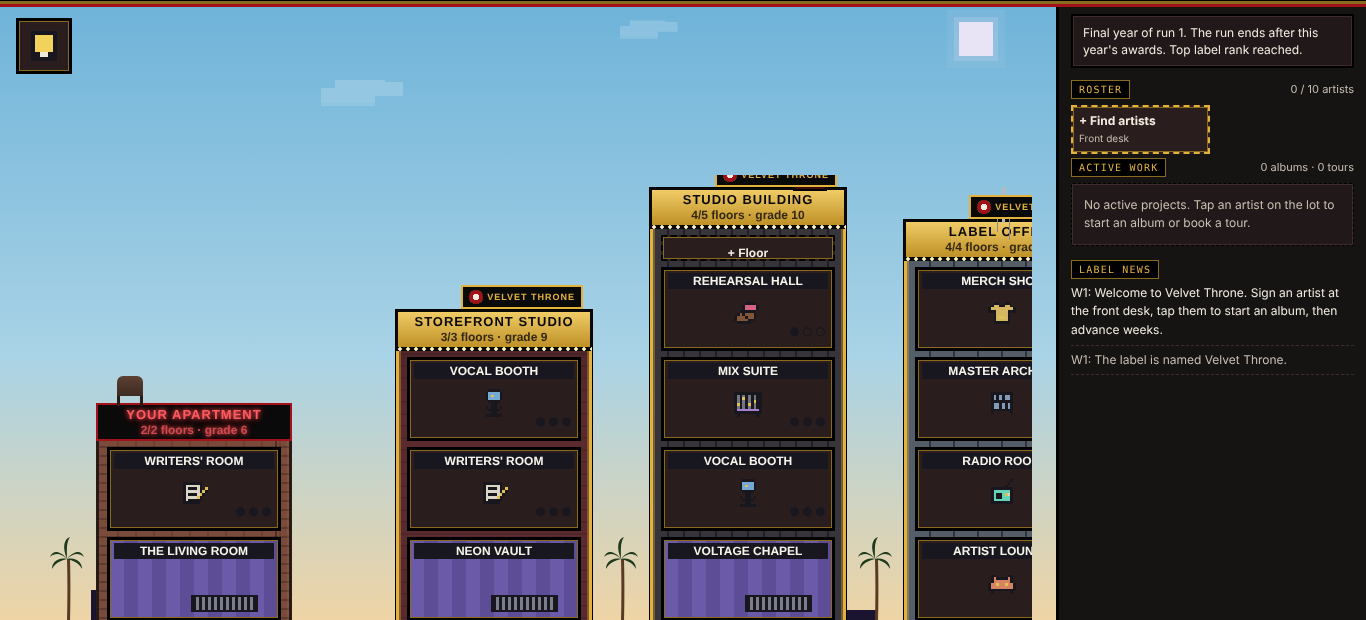 Final year of run 1. The run ends after this
year's awards. Top label rank reached.
ROSTER
0 / 10 artists
+ Find artists
Front desk
ACTIVE WORK
0 albums · 0 tours
No active projects. Tap an artist on the lot to
start an album or book a tour.
LABEL NEWS
W1: Welcome to Velvet Throne. Sign an artist at
the front desk, tap them to start an album, then
advance weeks.
W1: The label is named Velvet Throne.
YOUR APARTMENT
2/2 floors · grade 6
WRITERS' ROOM
THE LIVING ROOM
VELVET THRONE
STOREFRONT STUDIO
3/3 floors · grade 9
VOCAL BOOTH
WRITERS' ROOM
NEON VAULT
VELVET THRONE
STUDIO BUILDING
4/5 floors · grade 10
+ Floor
REHEARSAL HALL
MIX SUITE
VOCAL BOOTH
VOLTAGE CHAPEL
VELVET
LABEL OFFI
4/4 floors · grad
MERCH SHO
MASTER ARCH
RADIO ROO
ARTIST LOUN